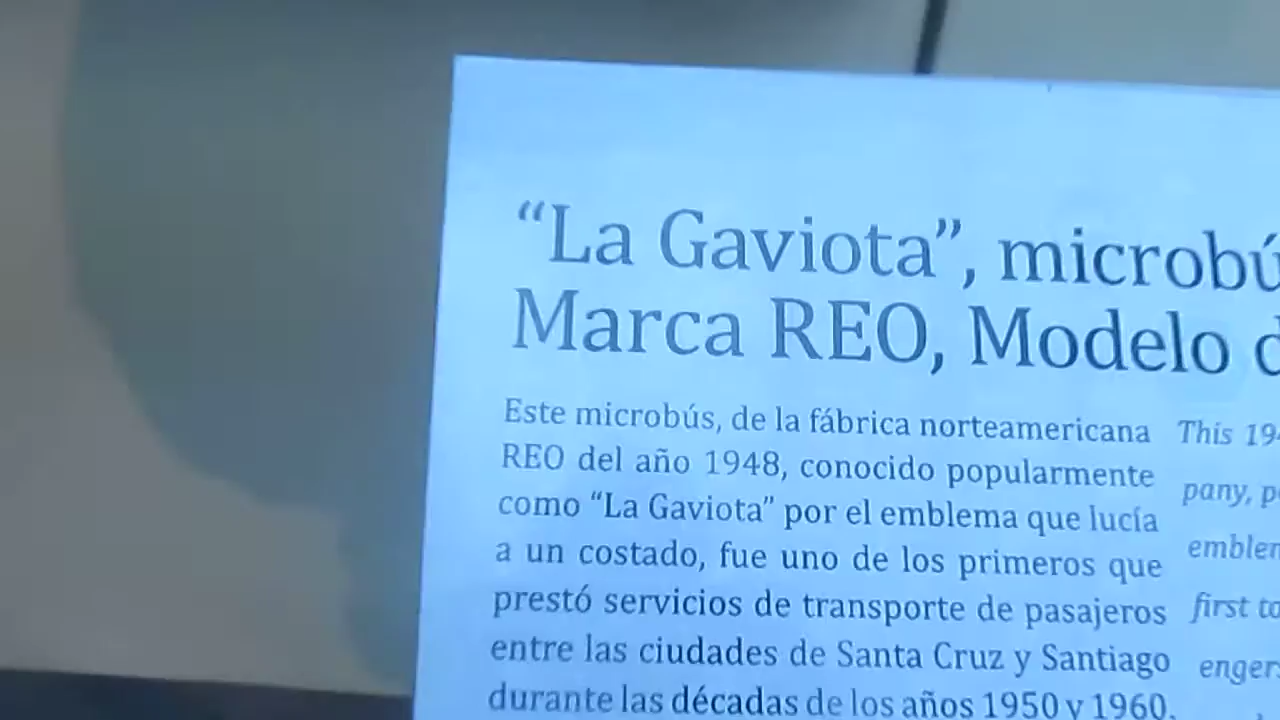 “La Gaviota”, microbú
Marca REO, Modelo d
Este microbús, de la fábrica norteamericana
REO del año 1948, conocido popularmente
como “La Gaviota” por el emblema que lucía
a un costado, fue uno de los primeros que
prestó servicios de transporte de pasajeros
entre las ciudades de Santa Cruz y Santiago
durante las décadas de los años 1950 y 1960.
This 19
pany, p
emblem
first to
engers